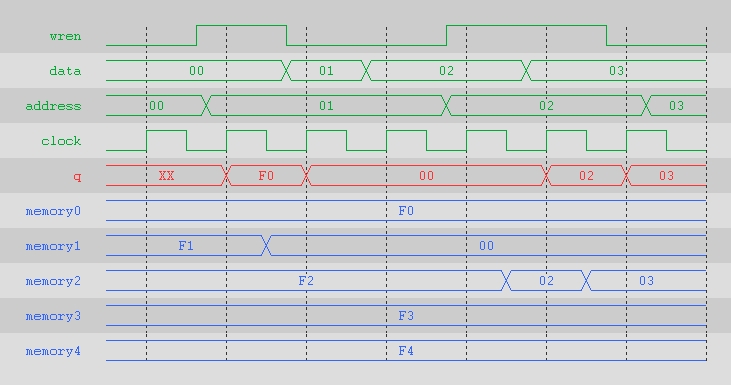 wren
data 00 01 02 03
address 00 01 02 03
clock
q XX F0 00 02 03
memory0 F0
memory1 F1 00
memory2 F2 02 03
memory3 F3
memory4 F4